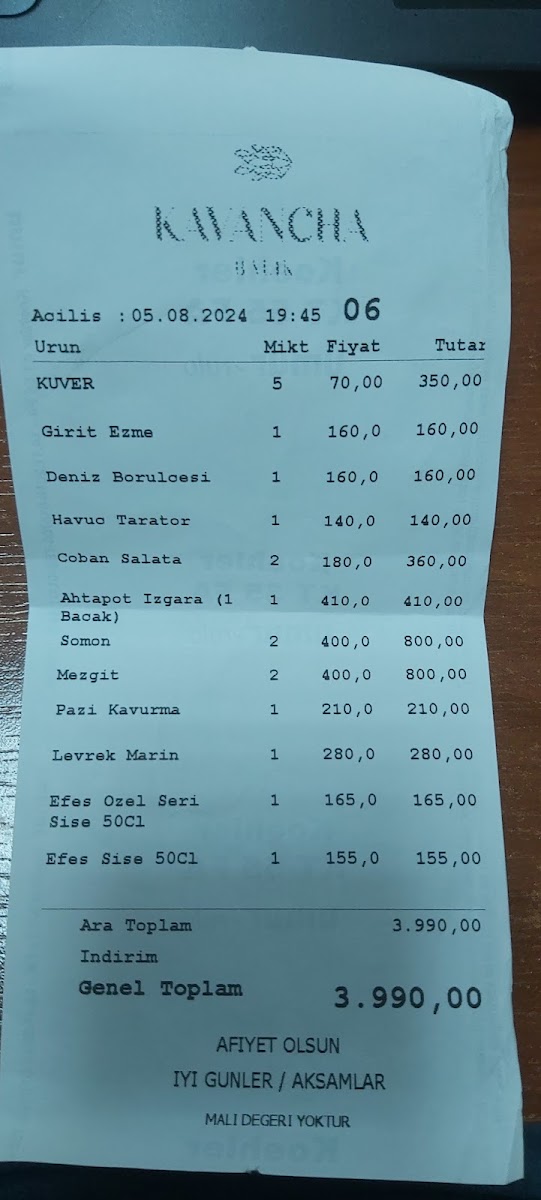 KAVANCHA
BALIK
Acilis : 05.08.2024 19:45 06
Urun Mikt Fiyat Tutar
KUVER 5 70,00 350,00
Girit Ezme 1 160,0 160,00
Deniz Borulcesi 1 160,0 160,00
Havuc Tarator 1 140,0 140,00
Coban Salata 2 180,0 360,00
Ahtapot Izgara (1 1 410,0 410,00
Bacak)
Somon 2 400,0 800,00
Mezgit 2 400,0 800,00
Pazi Kavurma 1 210,0 210,00
Levrek Marin 1 280,0 280,00
Efes Ozel Seri 1 165,0 165,00
Sise 50Cl
Efes Sise 50Cl 1 155,0 155,00
Ara Toplam 3.990,00
Indirim
Genel Toplam 3.990,00
AFIYET OLSUN
IYI GUNLER / AKSAMLAR
MALI DEGERI YOKTUR